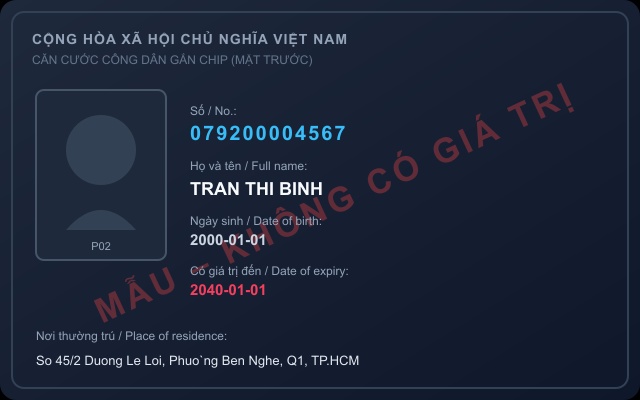 CỘNG HÒA XÃ HỘI CHỦ NGHĨA VIỆT NAM
CĂN CƯỚC CÔNG DÂN GẮN CHIP (MẶT TRƯỚC)
Số / No.:
079200004567
Họ và tên / Full name:
TRAN THI BINH
Ngày sinh / Date of birth:
2000-01-01
Có giá trị đến / Date of expiry:
2040-01-01
P02
Nơi thường trú / Place of residence:
So 45/2 Duong Le Loi, Phuo`ng Ben Nghe, Q1, TP.HCM
MẪU – KHÔNG CÓ GIÁ TRỊ